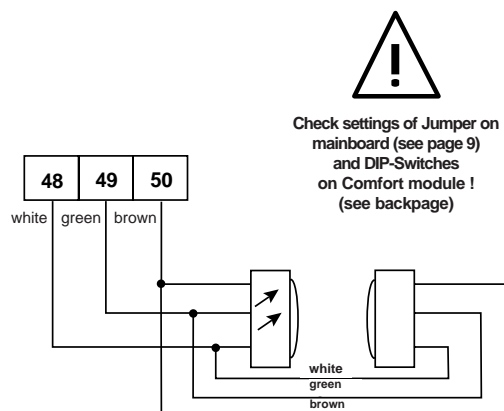 !
Check settings of Jumper on
mainboard (see page 9)
and DIP-Switches
on Comfort module !
(see backpage)
48 49 50
white green brown
white
green
brown